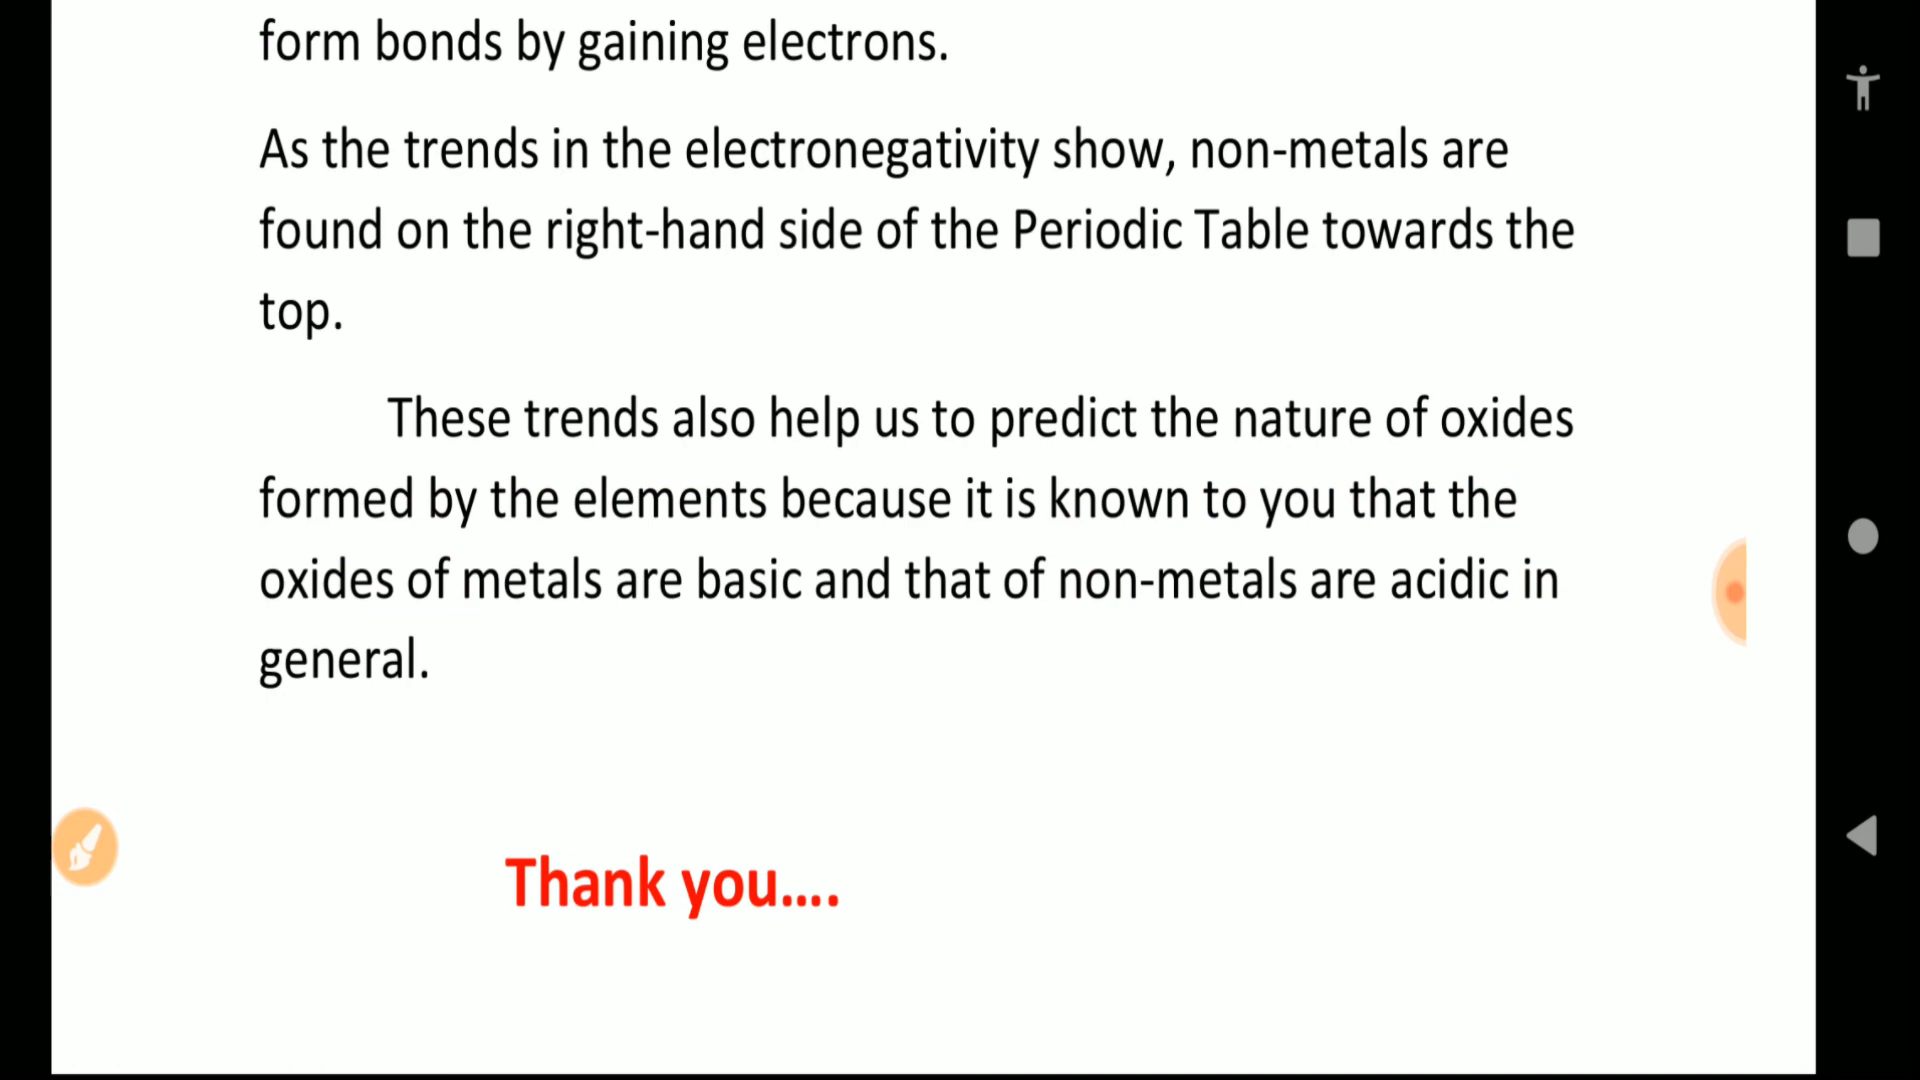 form bonds by gaining electrons.
As the trends in the electronegativity show, non-metals are
found on the right-hand side of the Periodic Table towards the
top.
These trends also help us to predict the nature of oxides
formed by the elements because it is known to you that the
oxides of metals are basic and that of non-metals are acidic in
general.
Thank you....